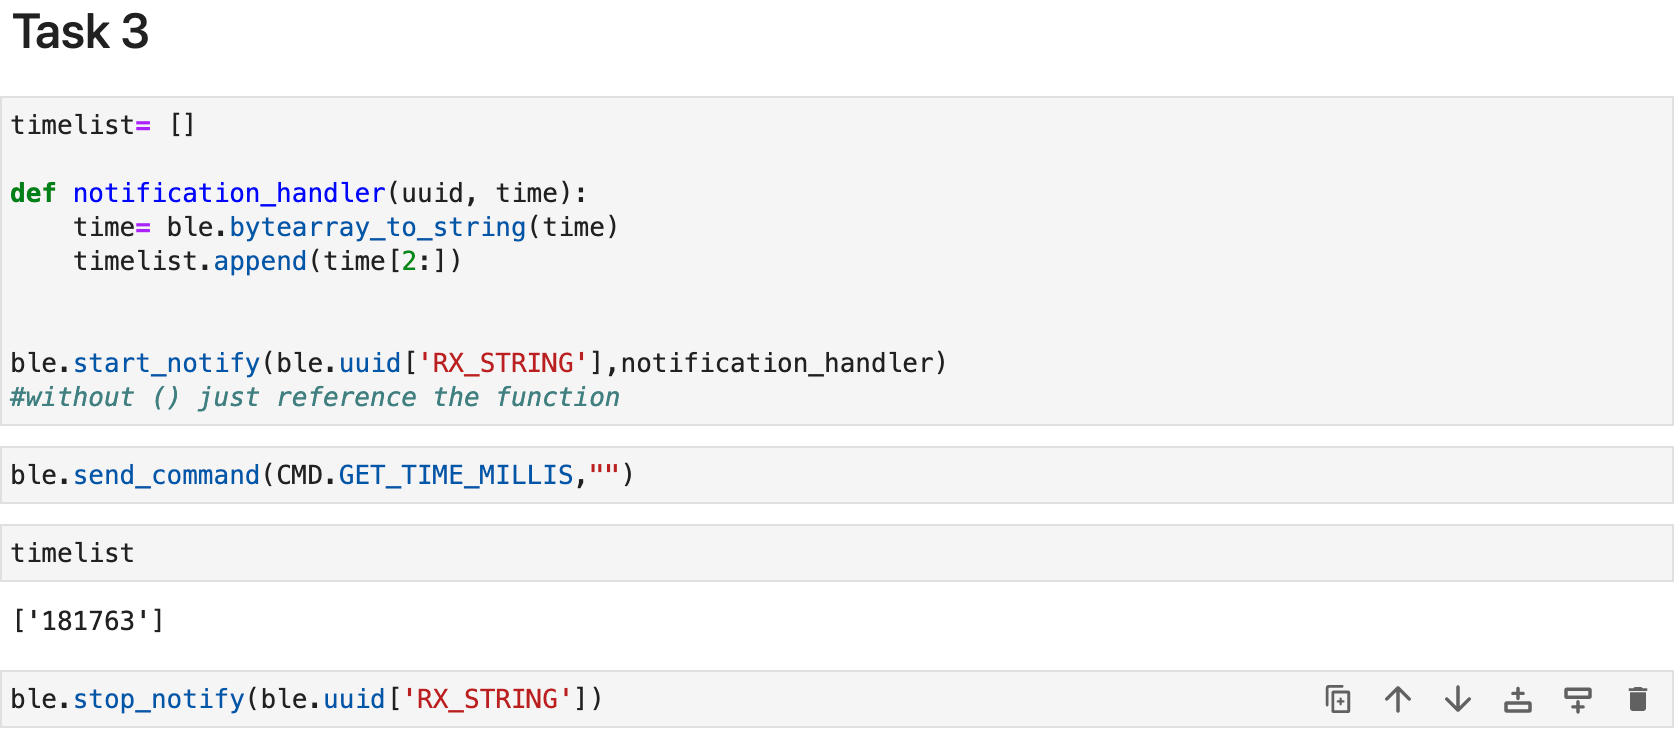 Task 3
timelist= []
def notification_handler(uuid, time):
    time= ble.bytearray_to_string(time)
    timelist.append(time[2:])
ble.start_notify(ble.uuid['RX_STRING'],notification_handler)
#without () just reference the function
ble.send_command(CMD.GET_TIME_MILLIS,"")
timelist
['181763']
ble.stop_notify(ble.uuid['RX_STRING'])